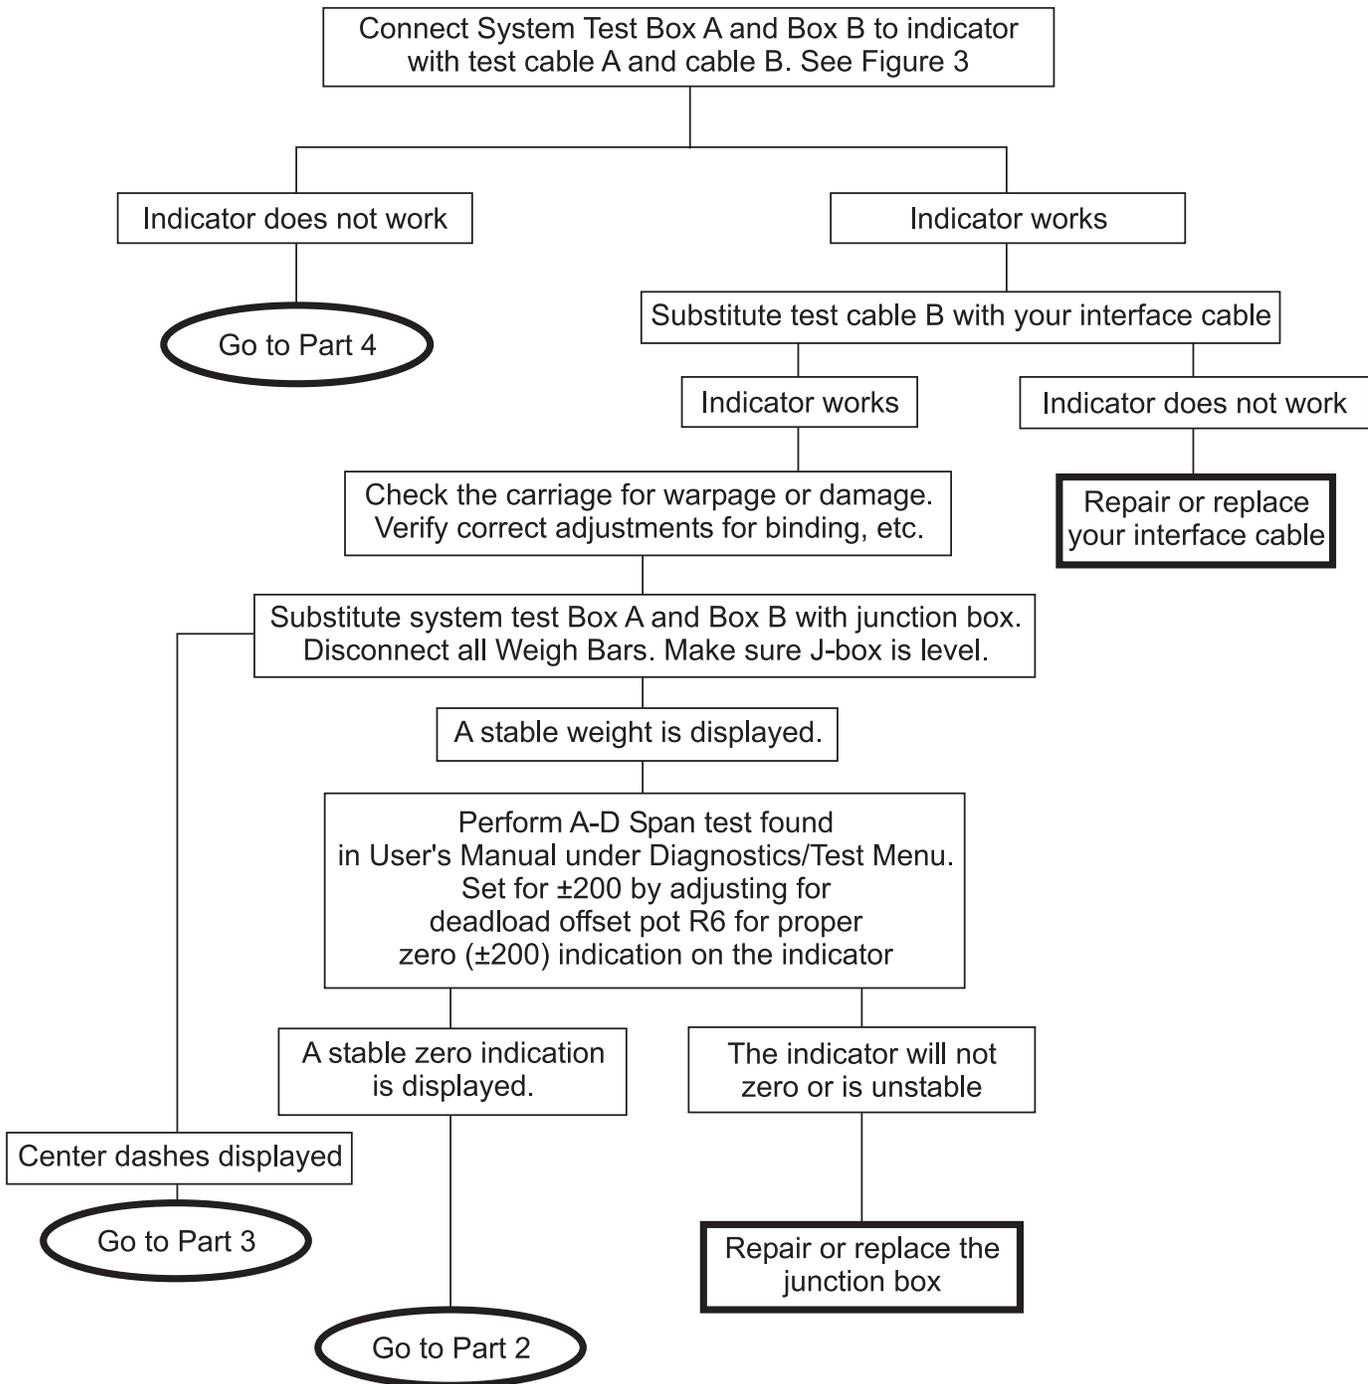 Connect System Test Box A and Box B to indicator
with test cable A and cable B. See Figure 3
Indicator does not work
Indicator works
Go to Part 4
Substitute test cable B with your interface cable
Indicator works
Indicator does not work
Check the carriage for warpage or damage.
Verify correct adjustments for binding, etc.
Repair or replace
your interface cable
Substitute system test Box A and Box B with junction box.
Disconnect all Weigh Bars. Make sure J-box is level.
A stable weight is displayed.
Perform A-D Span test found
in User's Manual under Diagnostics/Test Menu.
Set for ±200 by adjusting for
deadload offset pot R6 for proper
zero (±200) indication on the indicator
A stable zero indication
is displayed.
The indicator will not
zero or is unstable
Center dashes displayed
Go to Part 3
Repair or replace the
junction box
Go to Part 2